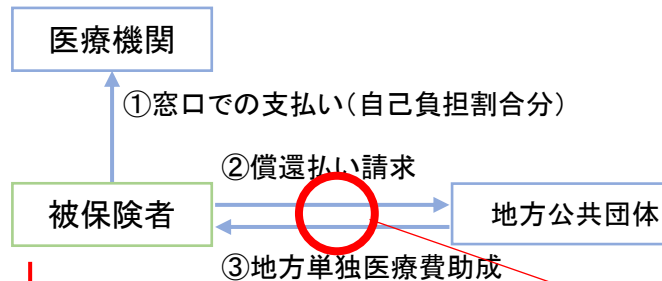 医療機関
①窓口での支払い（自己負担割合分）
②償還払い請求
被保険者
地方公共団体
③地方単独医療費助成